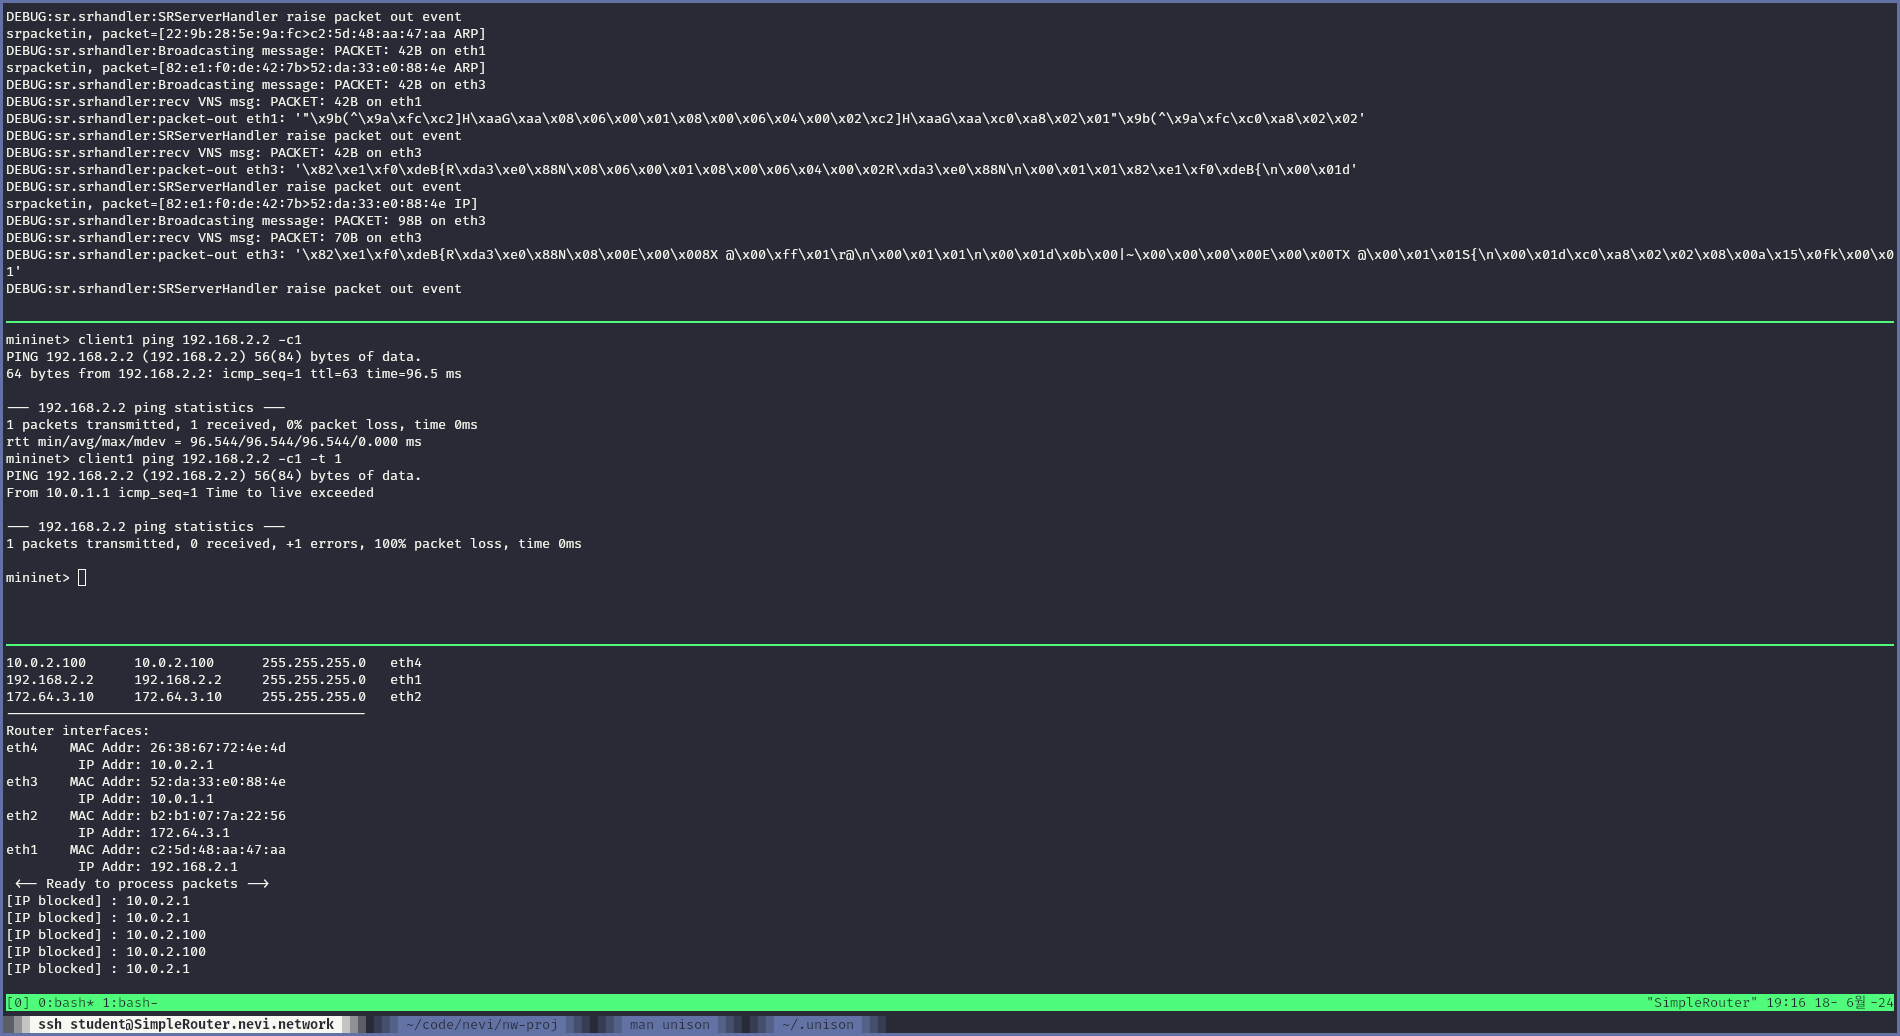 DEBUG:sr.srhandler:SRServerHandler raise packet out event
srpacketin, packet=[22:9b:28:5e:9a:fc>c2:5d:48:aa:47:aa ARP]
DEBUG:sr.srhandler:Broadcasting message: PACKET: 42B on eth1
srpacketin, packet=[82:e1:f0:de:42:7b>52:da:33:e0:88:4e ARP]
DEBUG:sr.srhandler:Broadcasting message: PACKET: 42B on eth3
DEBUG:sr.srhandler:recv VNS msg: PACKET: 42B on eth1
DEBUG:sr.srhandler:packet-out eth1: '"\x9b(^\x9a\xfc\xc2]H\xaaG\xaa\x08\x06\x00\x01\x08\x00\x06\x04\x00\x02\xc2]H\xaaG\xaa\xc0\xa8\x02\x01"\x9b(^\x9a\xfc\xc0\xa8\x02\x02'
DEBUG:sr.srhandler:SRServerHandler raise packet out event
DEBUG:sr.srhandler:recv VNS msg: PACKET: 42B on eth3
DEBUG:sr.srhandler:packet-out eth3: '\x82\xe1\xf0\xdeB{R\xda3\xe0\x88N\x08\x06\x00\x01\x08\x00\x06\x04\x00\x02R\xda3\xe0\x88N\n\x00\x01\x01\x82\xe1\xf0\xdeB{\n\x00\x01d'
DEBUG:sr.srhandler:SRServerHandler raise packet out event
srpacketin, packet=[82:e1:f0:de:42:7b>52:da:33:e0:88:4e IP]
DEBUG:sr.srhandler:Broadcasting message: PACKET: 98B on eth3
DEBUG:sr.srhandler:recv VNS msg: PACKET: 70B on eth3
DEBUG:sr.srhandler:packet-out eth3: '\x82\xe1\xf0\xdeB{R\xda3\xe0\x88N\x08\x00E\x00\x008X @\x00\xff\x01\r@\n\x00\x01\x01\n\x00\x01d\x0b\x00|~\x00\x00\x00\x00E\x00\x00TX @\x00\x01\x01S{\n\x00\x01d\xc0\xa8\x02\x02\x08\x00a\x15\x0fk\x00\x0
1'
DEBUG:sr.srhandler:SRServerHandler raise packet out event
mininet> client1 ping 192.168.2.2 -c1
PING 192.168.2.2 (192.168.2.2) 56(84) bytes of data.
64 bytes from 192.168.2.2: icmp_seq=1 ttl=63 time=96.5 ms
--- 192.168.2.2 ping statistics ---
1 packets transmitted, 1 received, 0% packet loss, time 0ms
rtt min/avg/max/mdev = 96.544/96.544/96.544/0.000 ms
mininet> client1 ping 192.168.2.2 -c1 -t 1
PING 192.168.2.2 (192.168.2.2) 56(84) bytes of data.
From 10.0.1.1 icmp_seq=1 Time to live exceeded
--- 192.168.2.2 ping statistics ---
1 packets transmitted, 0 received, +1 errors, 100% packet loss, time 0ms
mininet>
10.0.2.100 10.0.2.100 255.255.255.0 eth4
192.168.2.2 192.168.2.2 255.255.255.0 eth1
172.64.3.10 172.64.3.10 255.255.255.0 eth2
---------------------------------------------
Router interfaces:
eth4 MAC Addr: 26:38:67:72:4e:4d
IP Addr: 10.0.2.1
eth3 MAC Addr: 52:da:33:e0:88:4e
IP Addr: 10.0.1.1
eth2 MAC Addr: b2:b1:07:7a:22:56
IP Addr: 172.64.3.1
eth1 MAC Addr: c2:5d:48:aa:47:aa
IP Addr: 192.168.2.1
<-- Ready to process packets -->
[IP blocked] : 10.0.2.1
[IP blocked] : 10.0.2.1
[IP blocked] : 10.0.2.100
[IP blocked] : 10.0.2.100
[IP blocked] : 10.0.2.1
[0] 0:bash* 1:bash- "SimpleRouter" 19:16 18- 6월 -24
ssh student@SimpleRouter.nevi.network ~/code/nevi/nw-proj man unison ~/.unison